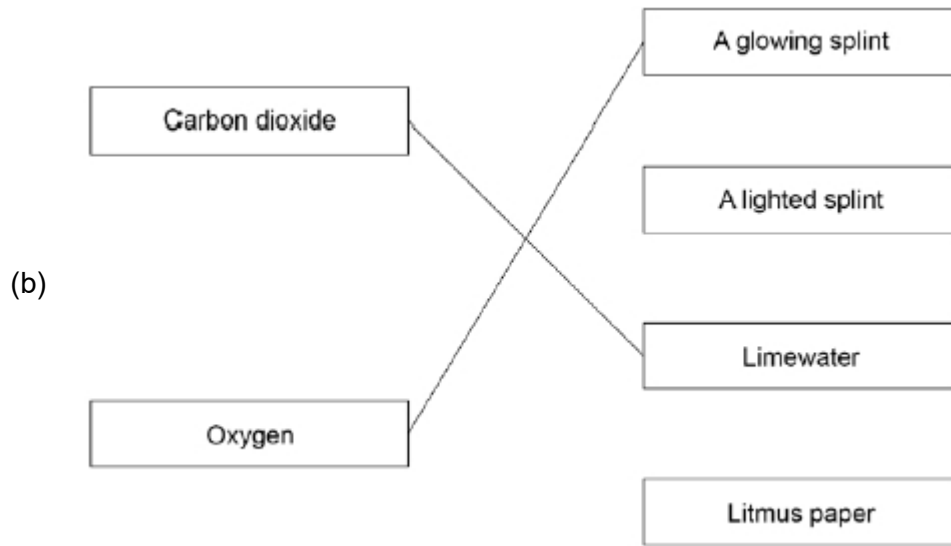 A glowing splint
Carbon dioxide
A lighted splint
(b)
Limewater
Oxygen
Litmus paper